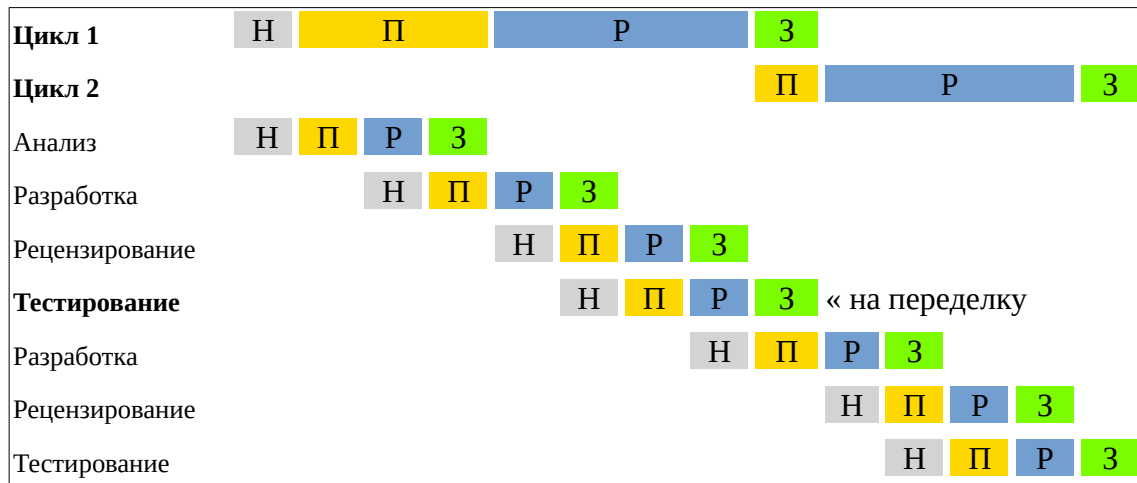 Цикл 1 Н П Р З
Цикл 2 П Р З
Анализ Н П Р З
Разработка Н П Р З
Рецензирование Н П Р З
Тестирование Н П Р З « на переделку
Разработка Н П Р З
Рецензирование Н П Р З
Тестирование Н П Р З